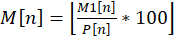 M[n] = ⌊M1[n]/P[n] * 100⌋